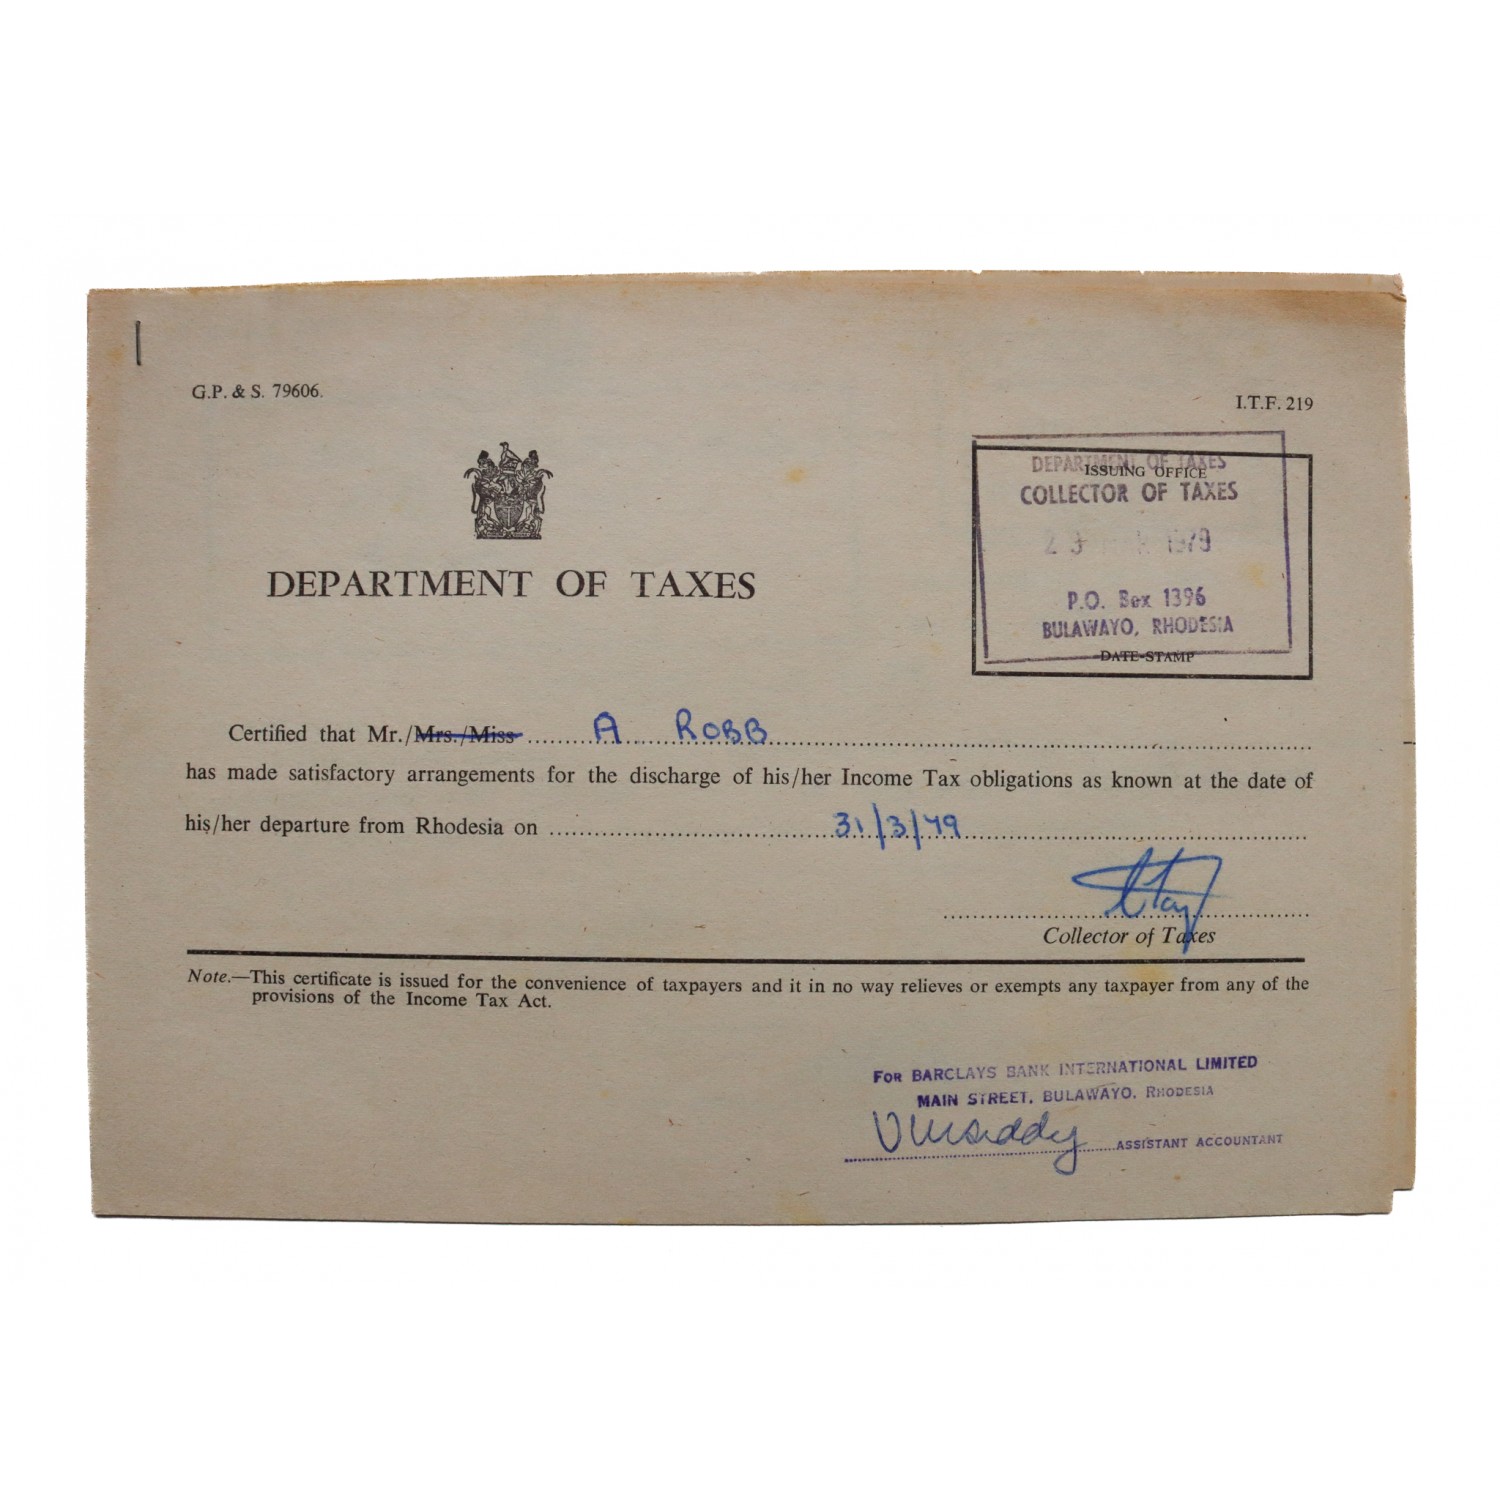 G.P. & S. 79606.
I.T.F. 219
DEPARTMENT OF TAXES
ISSUING OFFICE
COLLECTOR OF TAXES
1979
P.O. Box 1396
BULAWAYO, RHODESIA
DATE-STAMP
DEPARTMENT OF TAXES
Certified that Mr./Mrs./Miss A ROBB
has made satisfactory arrangements for the discharge of his/her Income Tax obligations as known at the date of
his/her departure from Rhodesia on 31/3/79
Collector of Taxes
Note.—This certificate is issued for the convenience of taxpayers and it in no way relieves or exempts any taxpayer from any of the
provisions of the Income Tax Act.
FOR BARCLAYS BANK INTERNATIONAL LIMITED
MAIN STREET, BULAWAYO, RHODESIA
ASSISTANT ACCOUNTANT